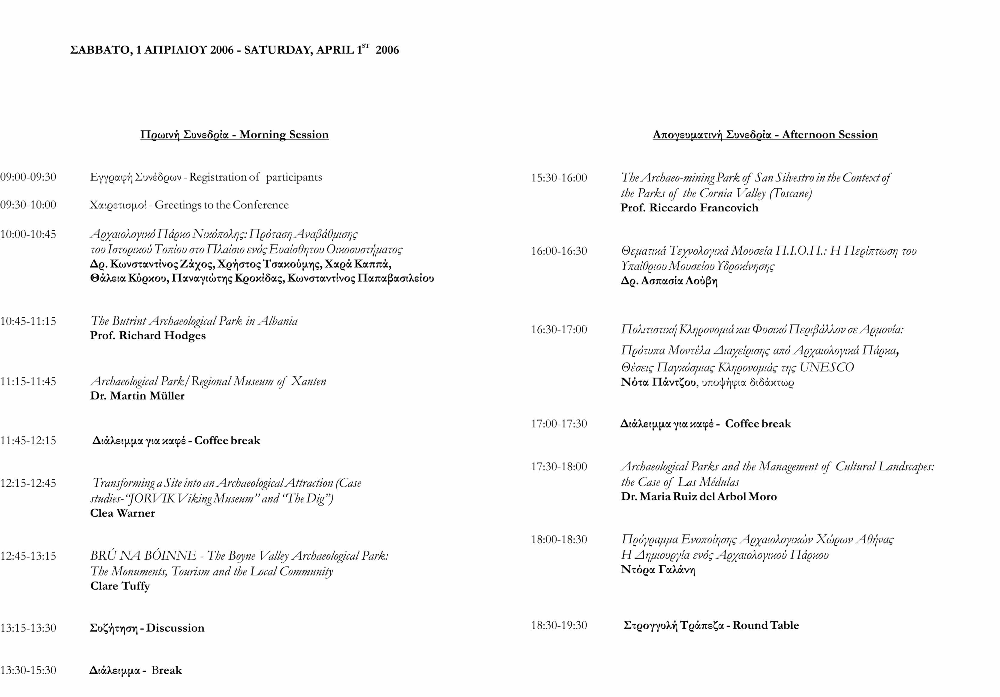 ΣΑΒΒΑΤΟ, 1 ΑΠΡΙΛΙΟΥ 2006 - SATURDAY, APRIL 1ST 2006
Πρωινή Συνεδρία - Morning Session
09:00-09:30 Εγγραφή Συνέδρων - Registration of participants
09:30-10:00 Χαιρετισμοί - Greetings to the Conference
10:00-10:45 Αρχαιολογικό Πάρκο Νικόπολης: Πρόταση Αναβάθμισης
του Ιστορικού Τοπίου στο Πλαίσιο ενός Ευαίσθητου Οικοσυστήματος
Δρ. Κωνσταντίνος Ζάχος, Χρήστος Τσακούμης, Χαρά Καππά,
Θάλεια Κύρκου, Παναγιώτης Κροκίδας, Κωνσταντίνος Παπαβασιλείου
10:45-11:15 The Butrint Archaeological Park in Albania
Prof. Richard Hodges
11:15-11:45 Archaeological Park/Regional Museum of Xanten
Dr. Martin Müller
11:45-12:15 Διάλειμμα για καφέ - Coffee break
12:15-12:45 Transforming a Site into an Archaeological Attraction (Case
studies-“JORVIK Viking Museum” and “The Dig”)
Clea Warner
12:45-13:15 BRÚ NA BÓINNE - The Boyne Valley Archaeological Park:
The Monuments, Tourism and the Local Community
Clare Tuffy
13:15-13:30 Συζήτηση - Discussion
13:30-15:30 Διάλειμμα - Break
Απογευματινή Συνεδρία - Afternoon Session
15:30-16:00 The Archaeo-mining Park of San Silvestro in the Context of
the Parks of the Cornia Valley (Toscane)
Prof. Riccardo Francovich
16:00-16:30 Θεματικά Τεχνολογικά Μουσεία Π.Ι.Ο.Π.: Η Περίπτωση του
Υπαίθριου Μουσείου Υδροκίνησης
Δρ. Ασπασία Λούβη
16:30-17:00 Πολιτιστική Κληρονομιά και Φυσικό Περιβάλλον σε Αρμονία:
Πρότυπα Μοντέλα Διαχείρισης από Αρχαιολογικά Πάρκα,
Θέσεις Παγκόσμιας Κληρονομιάς της UNESCO
Νότα Πάντζου, υποψήφια διδάκτωρ
17:00-17:30 Διάλειμμα για καφέ - Coffee break
17:30-18:00 Archaeological Parks and the Management of Cultural Landscapes:
the Case of Las Médulas
Dr. Maria Ruiz del Arbol Moro
18:00-18:30 Πρόγραμμα Ενοποίησης Αρχαιολογικών Χώρων Αθήνας
Η Δημιουργία ενός Αρχαιολογικού Πάρκου
Ντόρα Γαλάνη
18:30-19:30 Στρογγυλή Τράπεζα - Round Table